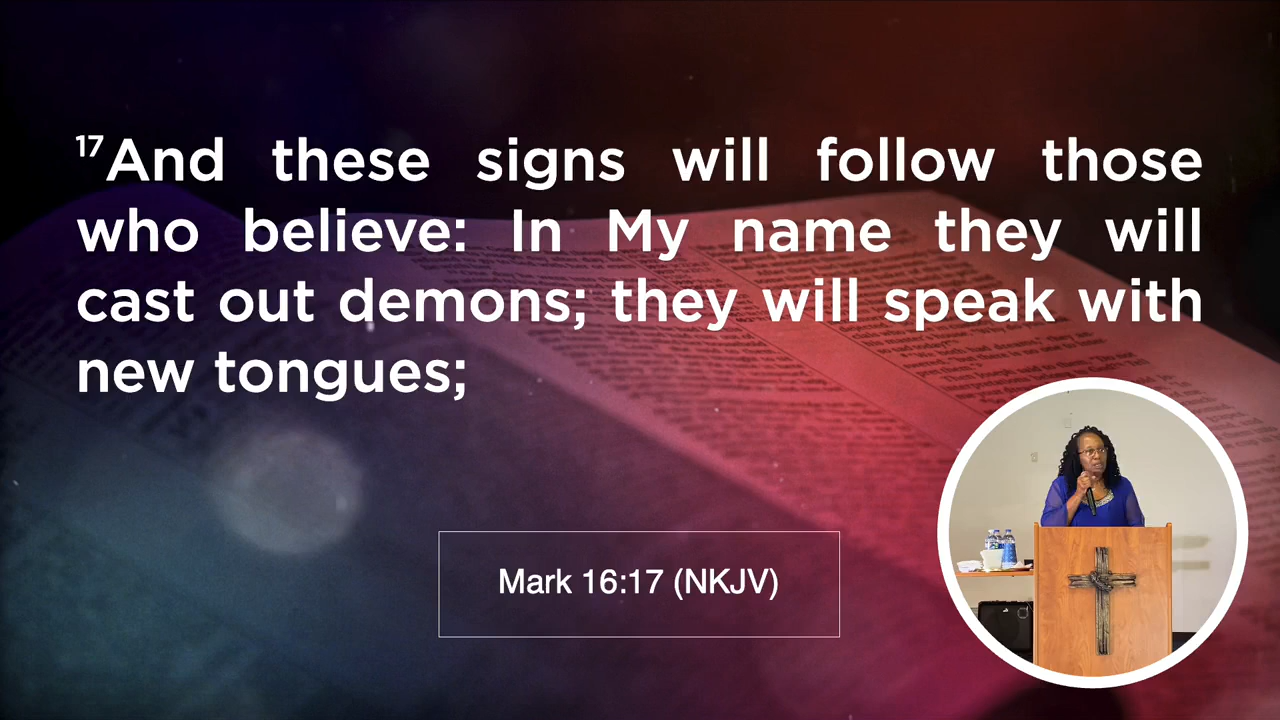 ¹⁷And these signs will follow those
who believe: In My name they will
cast out demons; they will speak with
new tongues;
Mark 16:17 (NKJV)